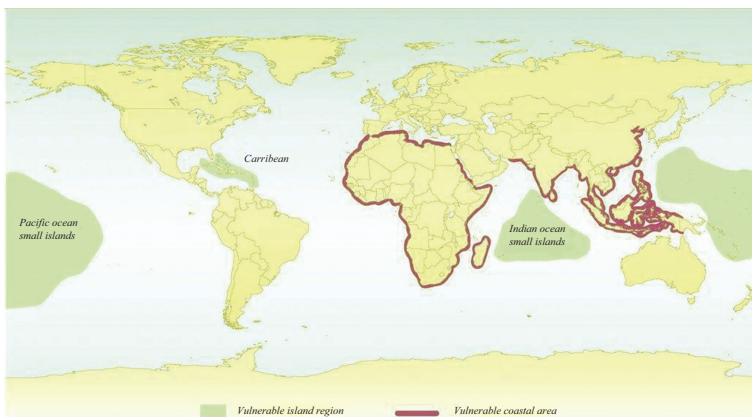 Carribean
Pacific ocean
small islands
Indian ocean
small islands
Vulnerable island region
Vulnerable coastal area